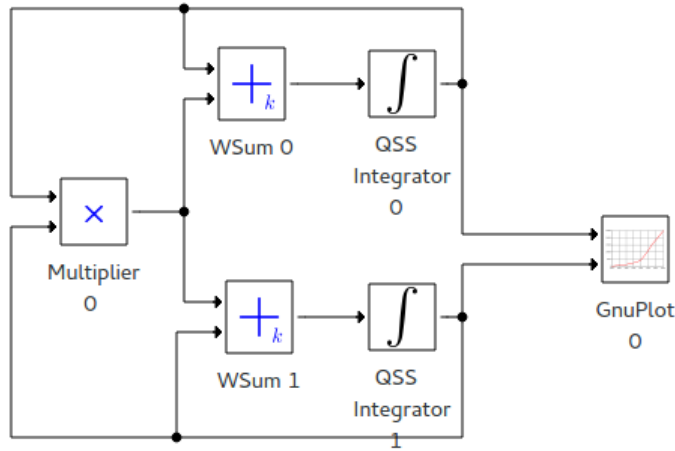 k
WSum 0
QSS
Integrator
0
×
Multiplier
0
k
WSum 1
QSS
Integrator
1
GnuPlot
0